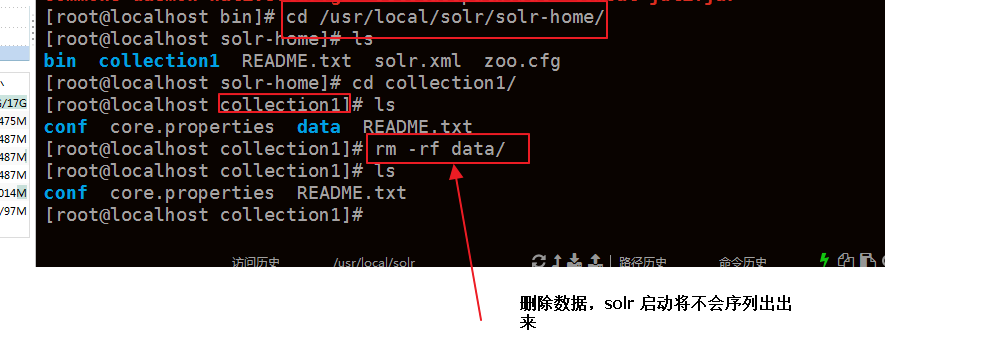 [root@localhost bin]# cd /usr/local/solr/solr-home/
[root@localhost solr-home]# ls
bin collection1 README.txt solr.xml zoo.cfg
[root@localhost solr-home]# cd collection1/
[root@localhost collection1]# ls
conf core.properties data README.txt
[root@localhost collection1]# rm -rf data/
[root@localhost collection1]# ls
conf core.properties README.txt
[root@localhost collection1]#
/17G
475M
487M
487M
487M
014M
/97M
访问历史 /usr/local/solr 路径历史 命令历史
删除数据，solr 启动将不会序列出出
来